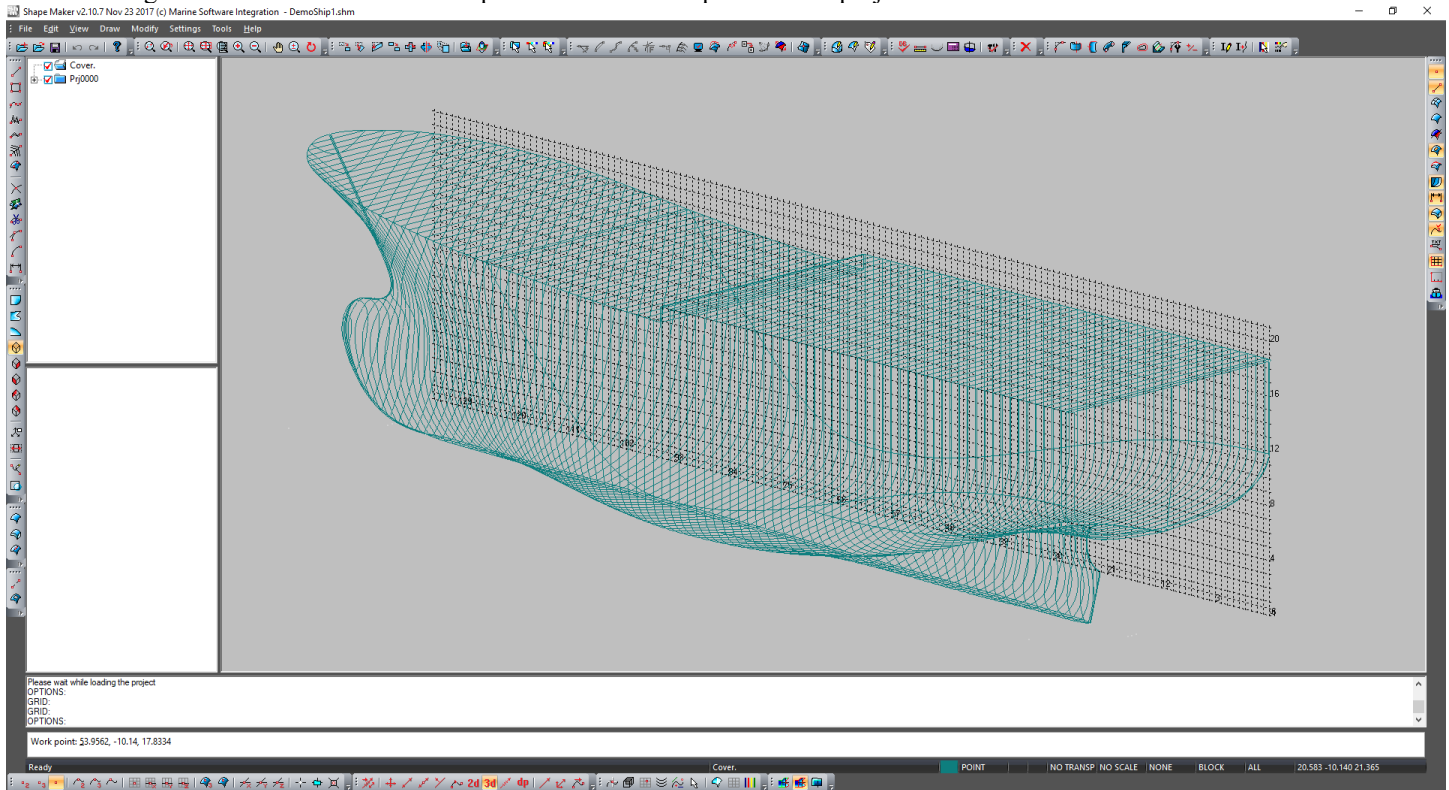 Shape Maker v2.10.7 Nov 23 2017 (c) Marine Software Integration - DemoShip1.shm
File Edit View Draw Modify Settings Tools Help
Cover.
Prj0000
20
16
12
8
4
21
12
3
Please wait while loading the project
OPTIONS:
GRID:
GRID:
OPTIONS:
Work point: 53.9562, -10.14, 17.8334
Ready Cover. POINT NO TRANSP NO SCALE NONE BLOCK ALL 20.583 -10.140 21.365
2d 3d dp